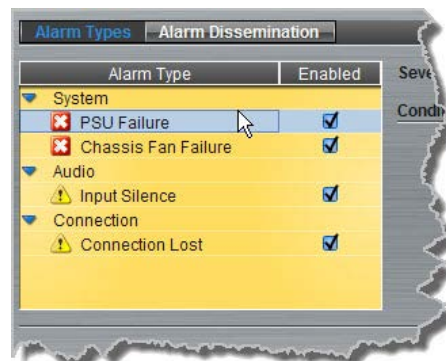 Alarm Types Alarm Dissemination
Alarm Type Enabled
System
PSU Failure
Chassis Fan Failure
Audio
Input Silence
Connection
Connection Lost